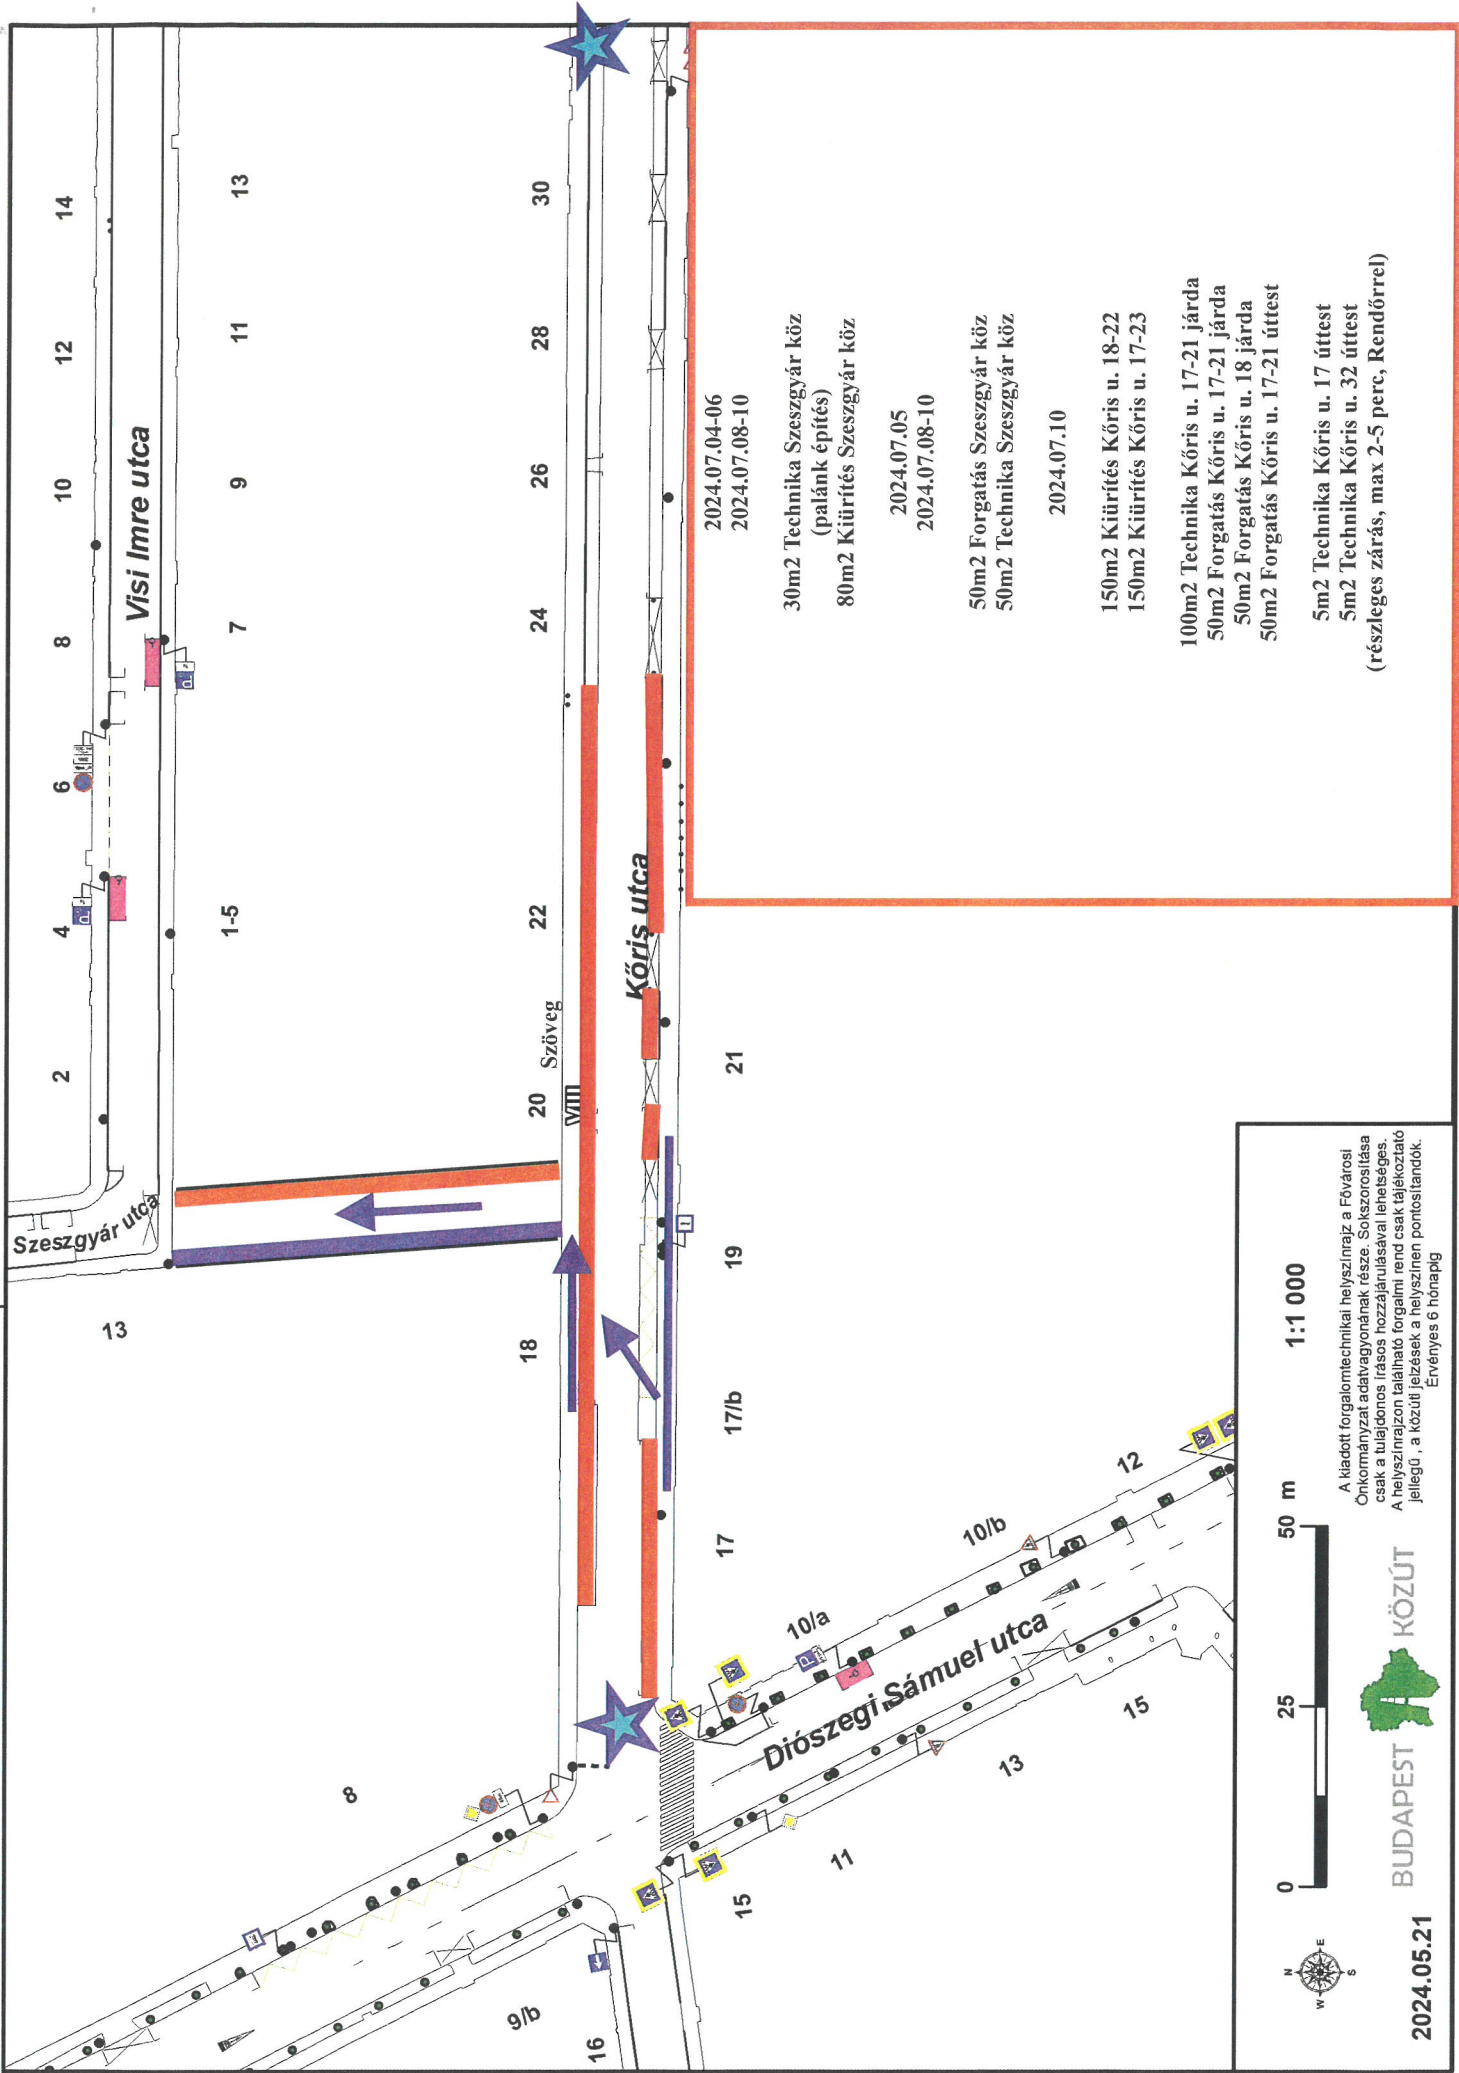 14
12
10
8
6
4
2
Visi Imre utca
13
11
9
7
1-5
Szeszgyár utca
13
30
28
26
24
22
Szöveg
20
VIII
18
Kőris utca
21
19
17/b
17
8
9/b
16
15
11
13
15
Diószegi Sámuel utca
10/a
10/b
12
P
2024.07.04-06
2024.07.08-10
30m2 Technika Szeszgyár köz
(palánk építés)
80m2 Kiürítés Szeszgyár köz
2024.07.05
2024.07.08-10
50m2 Forgatás Szeszgyár köz
50m2 Technika Szeszgyár köz
2024.07.10
150m2 Kiürítés Kőris u. 18-22
150m2 Kiürítés Kőris u. 17-23
100m2 Technika Kőris u. 17-21 járda
50m2 Forgatás Kőris u. 17-21 járda
50m2 Forgatás Kőris u. 18 járda
50m2 Forgatás Kőris u. 17-21 úttest
5m2 Technika Kőris u. 17 úttest
5m2 Technika Kőris u. 32 úttest
(részleges zárás, max 2-5 perc, Rendőrrel)
N
W E
S
0 25 50 m
1:1 000
2024.05.21
BUDAPEST KÖZÚT
A kiadott forgalomtechnikai helyszínrajz a Fővárosi
Önkormányzat adatvagyonának része. Sokszorosítása
csak a tulajdonos írásos hozzájárulásával lehetséges.
A helyszínrajzon található forgalmi rend csak tájékoztató
jellegű , a közúti jelzések a helyszínen pontosítandók.
Érvényes 6 hónapig